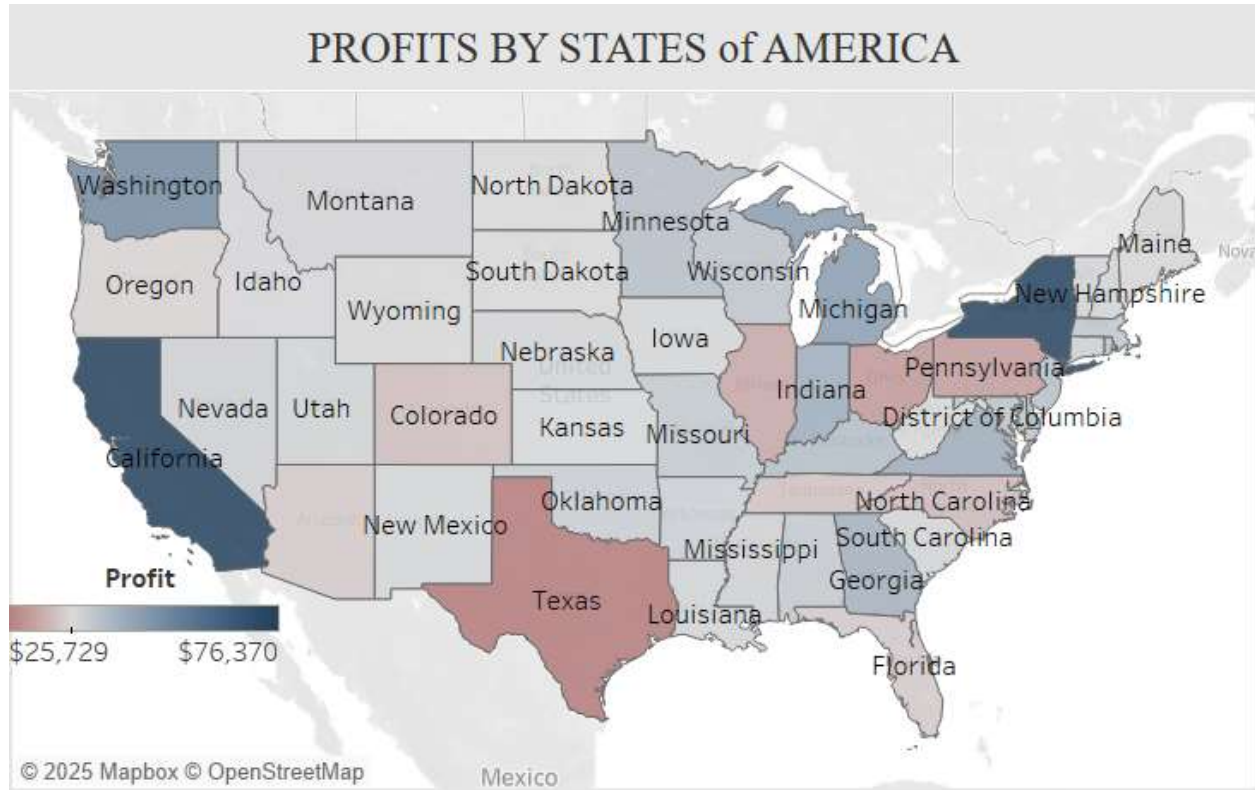 PROFITS BY STATES of AMERICA
Washington
Montana
North Dakota
Minnesota
Maine
Oregon
Idaho
South Dakota
Wisconsin
New Hampshire
Wyoming
Michigan
Iowa
Nebraska
United
States
Pennsylvania
Indiana
Nevada
Utah
Colorado
Kansas
Missouri
District of Columbia
California
Oklahoma
North Carolina
New Mexico
Mississippi
South Carolina
Georgia
Texas
Louisiana
Florida
Profit
$25,729 $76,370
© 2025 Mapbox © OpenStreetMap
Mexico